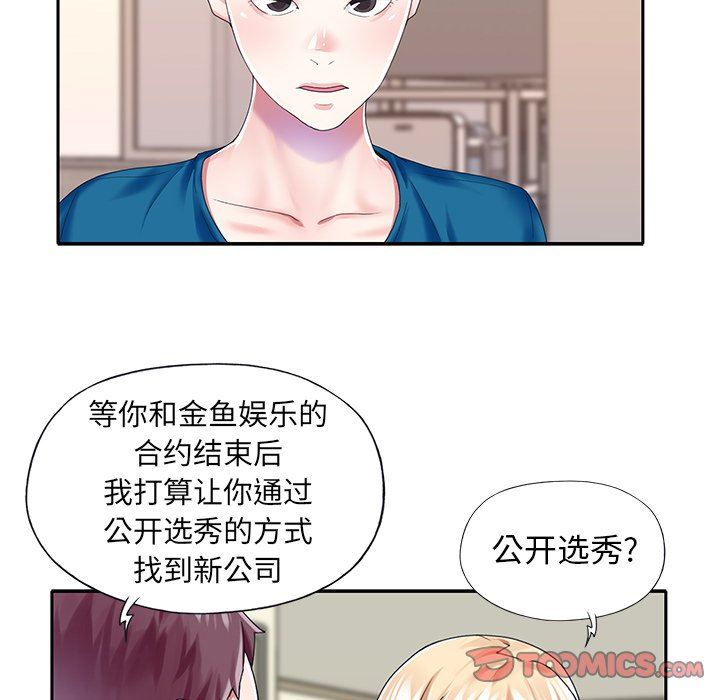 等你和金鱼娱乐的
合约结束后
我打算让你通过
公开选秀的方式
找到新公司
公开选秀?
TOOMICS.COM